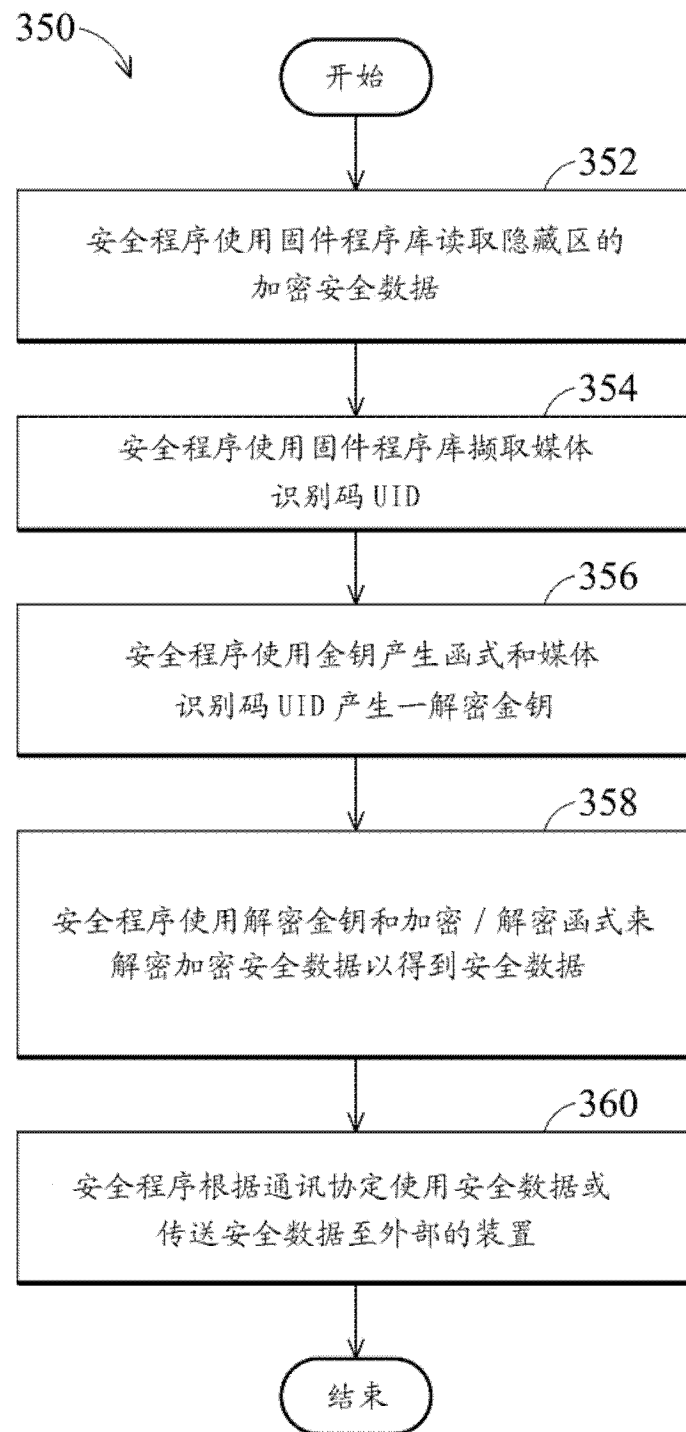 350
开始
352
安全程序使用固件程序库读取隐藏区的
加密安全数据
354
安全程序使用固件程序库撷取媒体
识别码UID
356
安全程序使用金钥产生函式和媒体
识别码UID产生一解密金钥
358
安全程序使用解密金钥和加密/解密函式来
解密加密安全数据以得到安全数据
360
安全程序根据通讯协定使用安全数据或
传送安全数据至外部的装置
结束